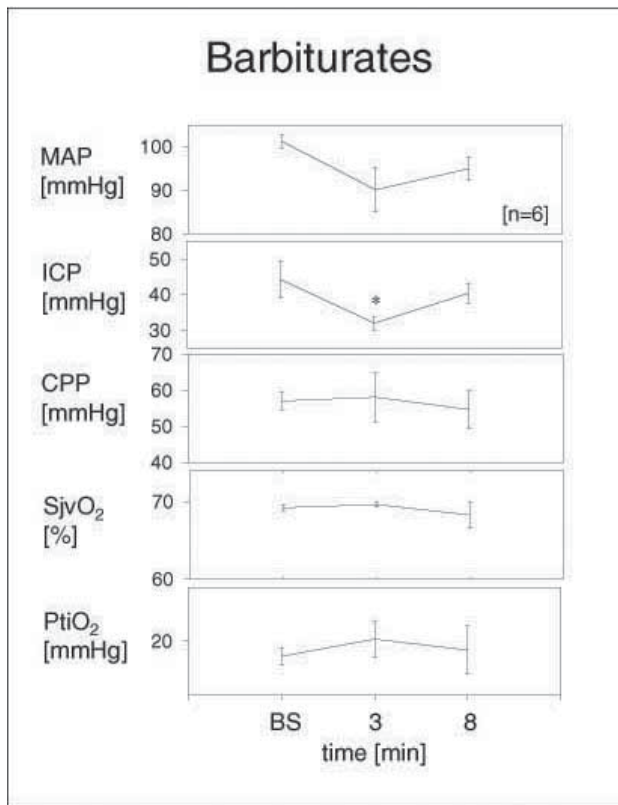 Barbiturates
MAP
[mmHg]
100
90
80
[n=6]
ICP
[mmHg]
50
40
30
*
CPP
[mmHg]
70
60
50
40
SjvO₂
[%]
70
60
PtiO₂
[mmHg]
20
BS 3 8
time [min]